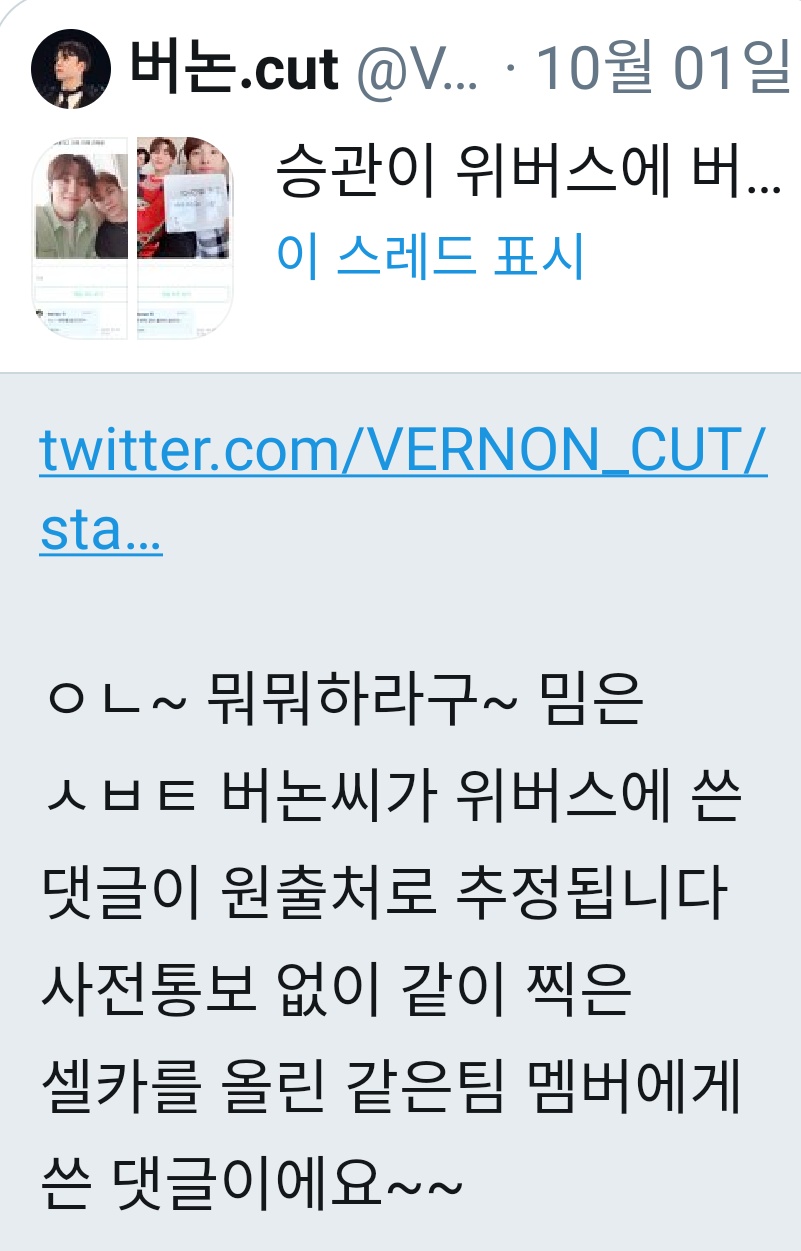 버논.cut @V... · 10월 01일
승관이 위버스에 버...
이 스레드 표시
twitter.com/VERNON_CUT/
sta...
ㅇㄴ~ 뭐뭐하라구~ 밈은
ㅅㅂㅌ 버논씨가 위버스에 쓴
댓글이 원출처로 추정됩니다
사전통보 없이 같이 찍은
셀카를 올린 같은팀 멤버에게
쓴 댓글이에요~~